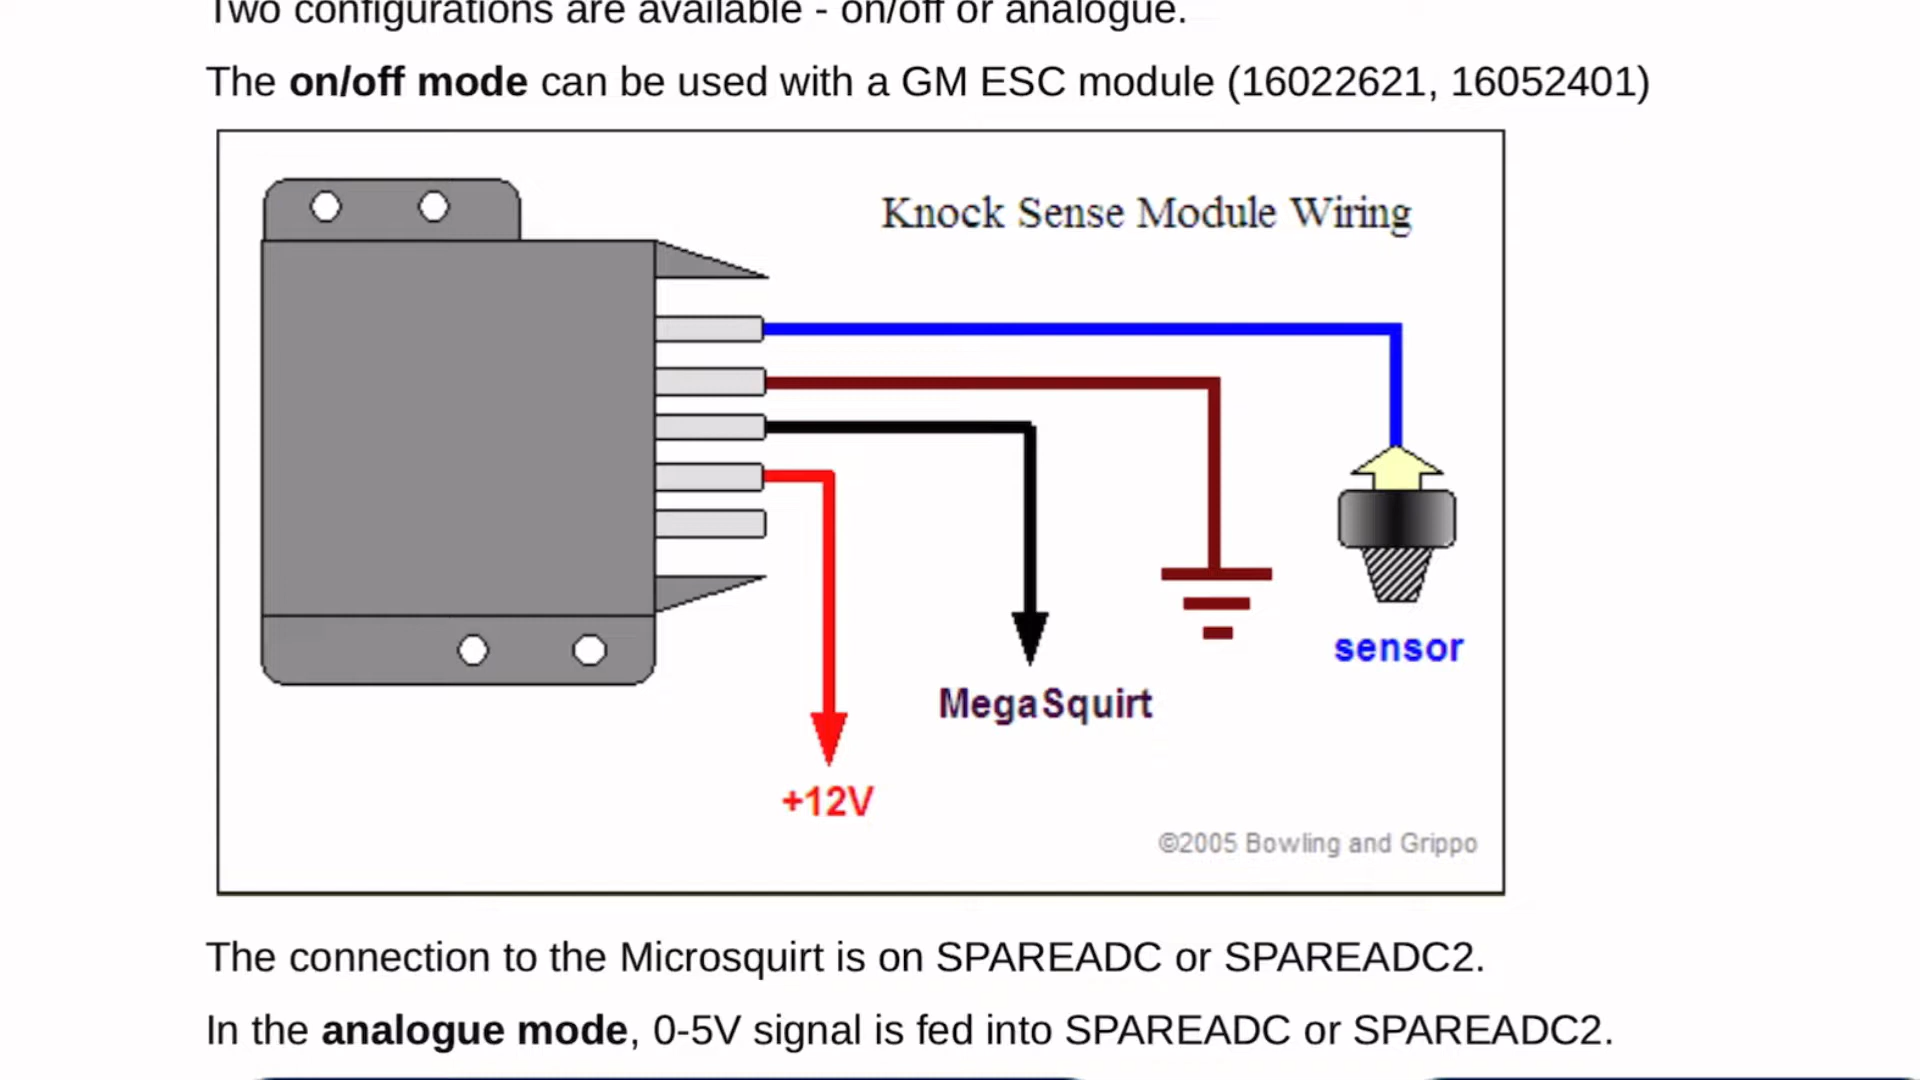 Two configurations are available - on/off or analogue.
The on/off mode can be used with a GM ESC module (16022621, 16052401)
Knock Sense Module Wiring
sensor
MegaSquirt
+12V
©2005 Bowling and Grippo
The connection to the Microsquirt is on SPAREADC or SPAREADC2.
In the analogue mode, 0-5V signal is fed into SPAREADC or SPAREADC2.